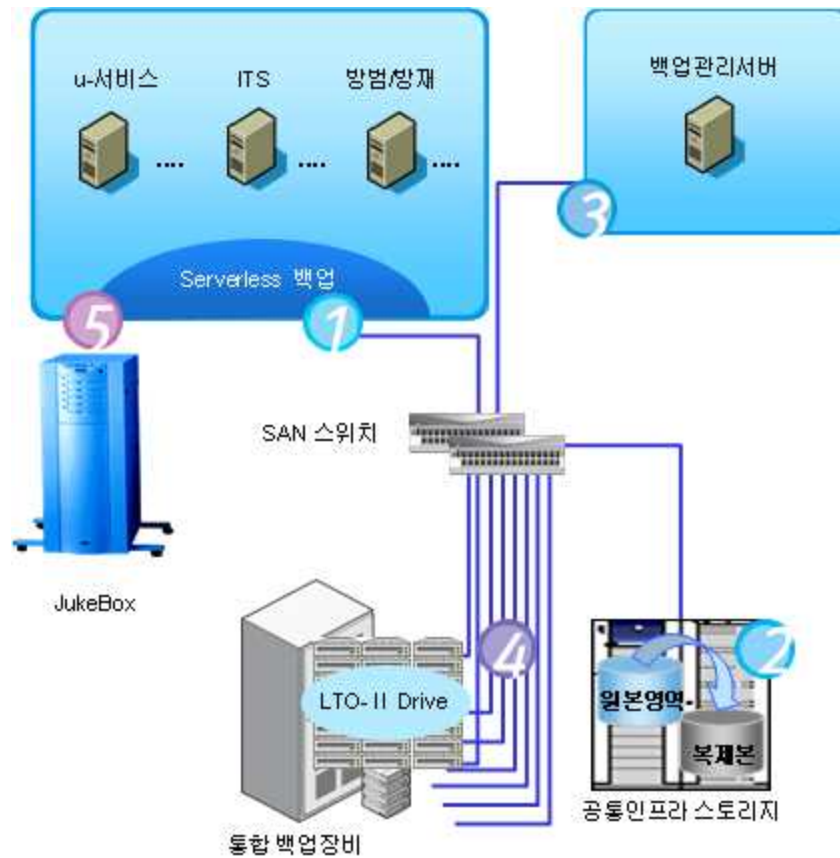 u-서비스 ITS 방범/방재
백업관리서버
.... .... ....
3
Serverless 백업
5
1
SAN 스위치
JukeBox
4
2
LTO-II Drive
원본영역
복제본
공통인프라 스토리지
통합 백업장비